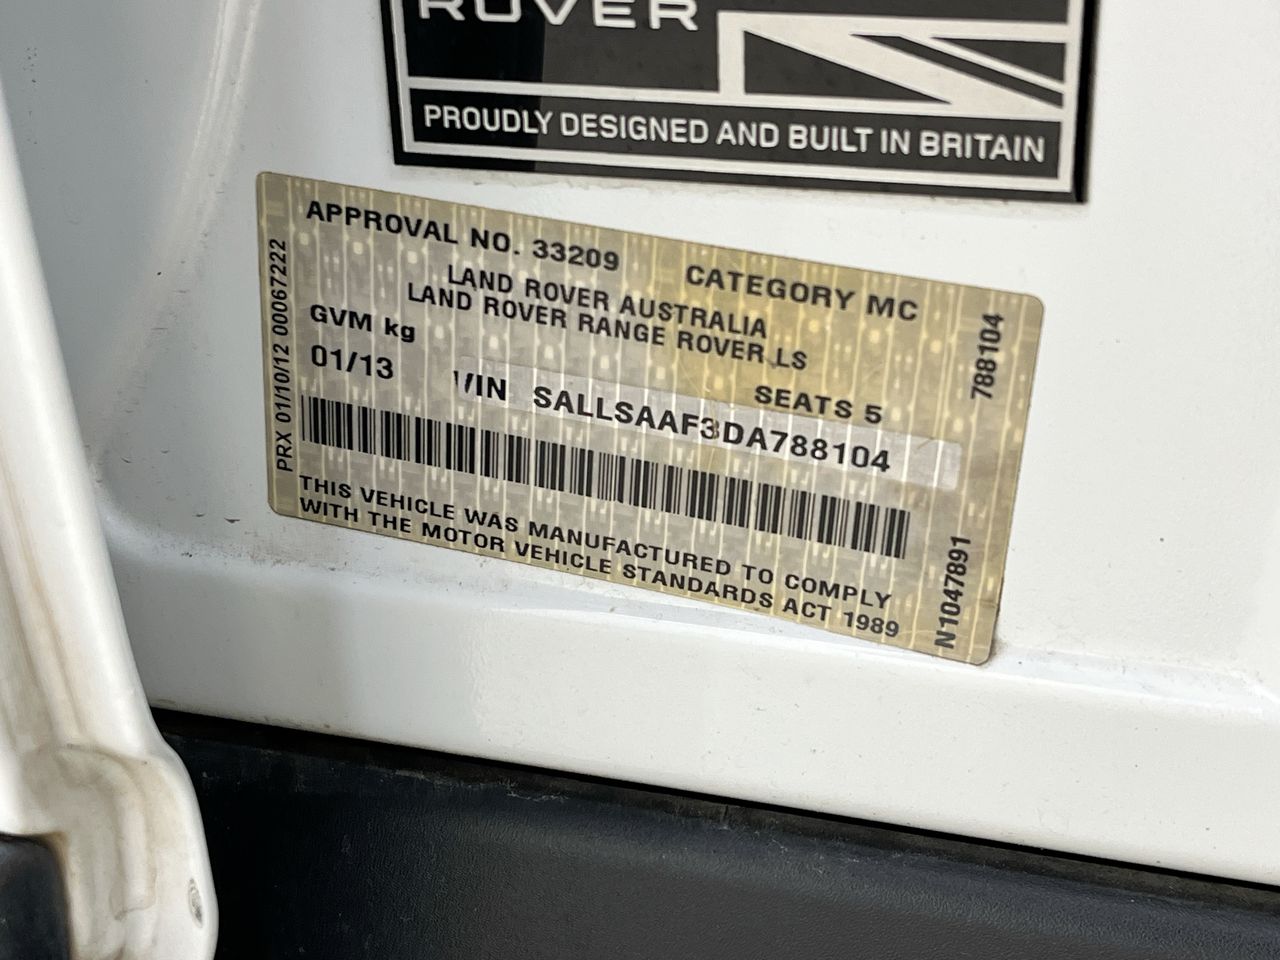 ROVER
PROUDLY DESIGNED AND BUILT IN BRITAIN
APPROVAL NO. 33209 CATEGORY MC
LAND ROVER AUSTRALIA
LAND ROVER RANGE ROVER LS
GVM kg
01/13 SEATS 5
VIN SALLSAAF3DA788104
THIS VEHICLE WAS MANUFACTURED TO COMPLY
WITH THE MOTOR VEHICLE STANDARDS ACT 1989
PRX 01/10/12 00067222
788104
N1047891